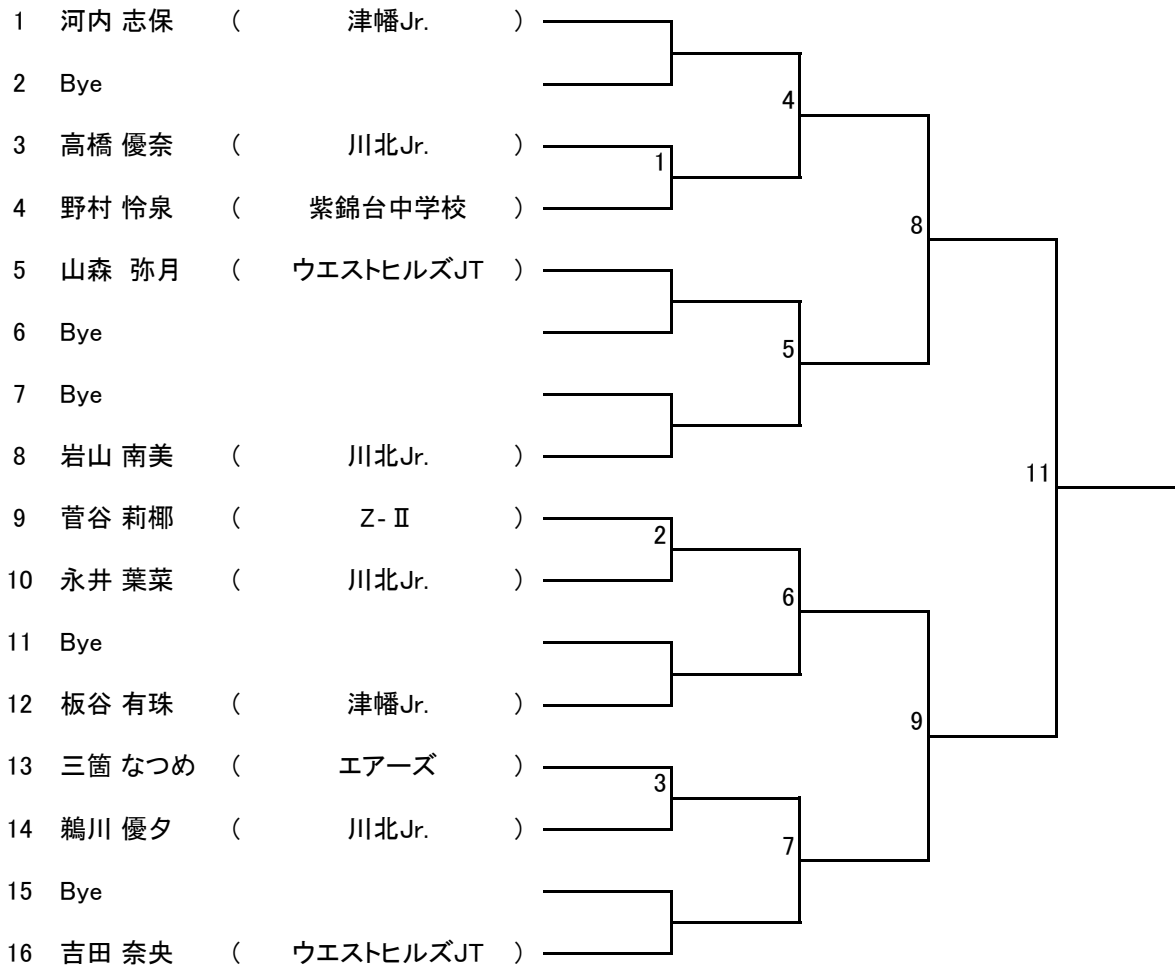 1 河内 志保 ( 津幡Jr. )
2 Bye
4
3 高橋 優奈 ( 川北Jr. )
1
4 野村 怜泉 ( 紫錦台中学校 )
8
5 山森 弥月 ( ウエストヒルズJT )
6 Bye
5
7 Bye
8 岩山 南美 ( 川北Jr. )
11
9 菅谷 莉椰 ( Z-Ⅱ )
2
10 永井 葉菜 ( 川北Jr. )
6
11 Bye
12 板谷 有珠 ( 津幡Jr. )
9
13 三箇 なつめ ( エアーズ )
3
14 鵜川 優夕 ( 川北Jr. )
7
15 Bye
16 吉田 奈央 ( ウエストヒルズJT )